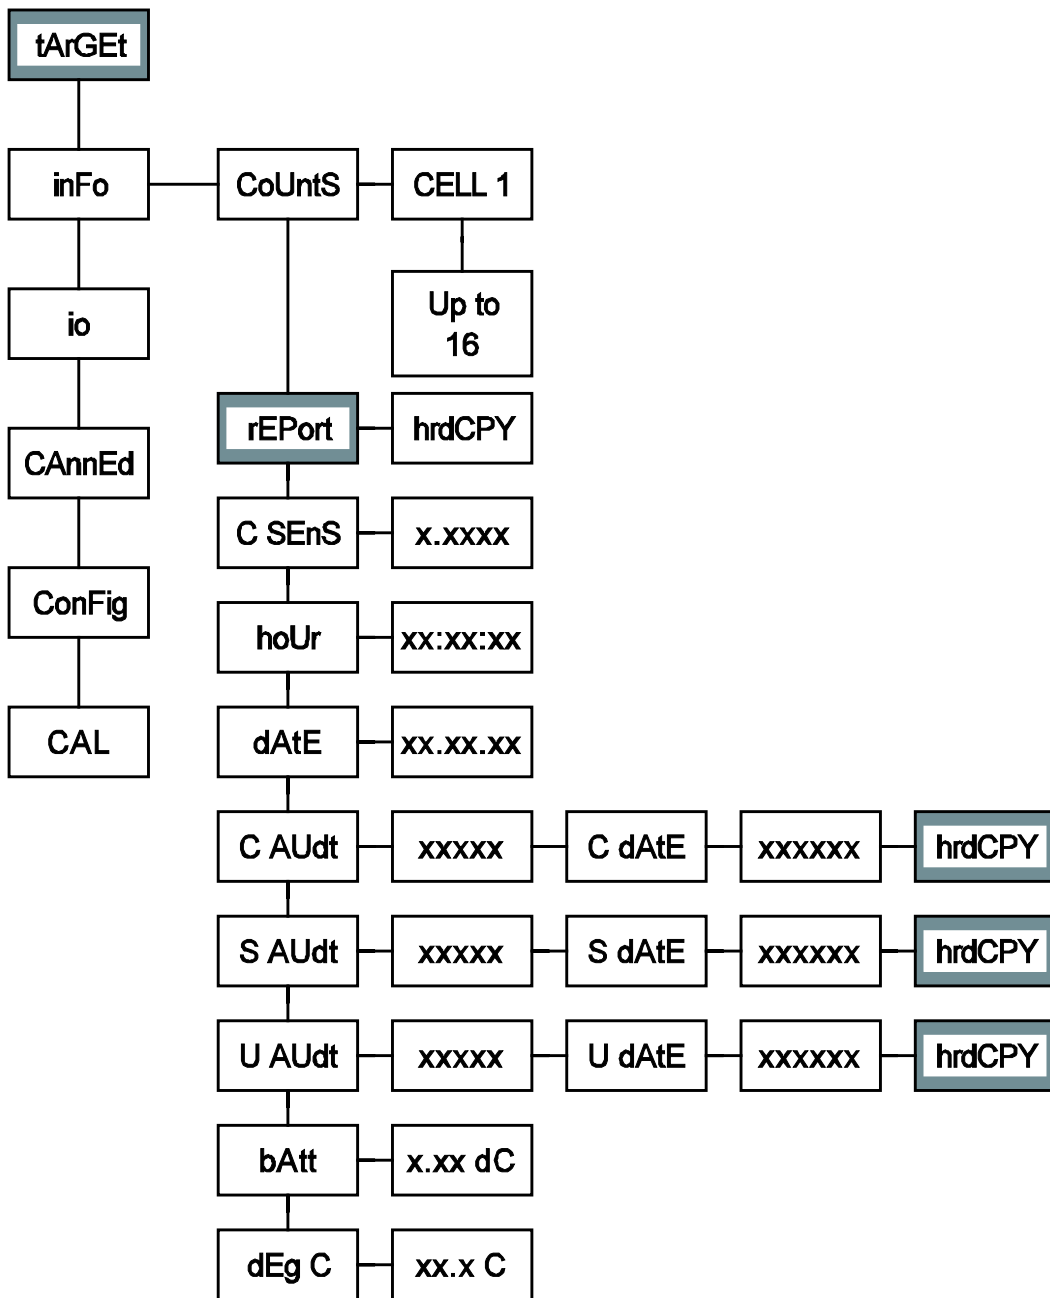 tArGEt
inFo
CoUntS
CELL 1
io
Up to
16
rEPort
hrdCPY
CAnnEd
C SEnS
x.xxxx
ConFig
hoUr
xx:xx:xx
CAL
dAtE
xx.xx.xx
C AUdt
xxxxx
C dAtE
xxxxxx
hrdCPY
S AUdt
xxxxx
S dAtE
xxxxxx
hrdCPY
U AUdt
xxxxx
U dAtE
xxxxxx
hrdCPY
bAtt
x.xx dC
dEg C
xx.x C